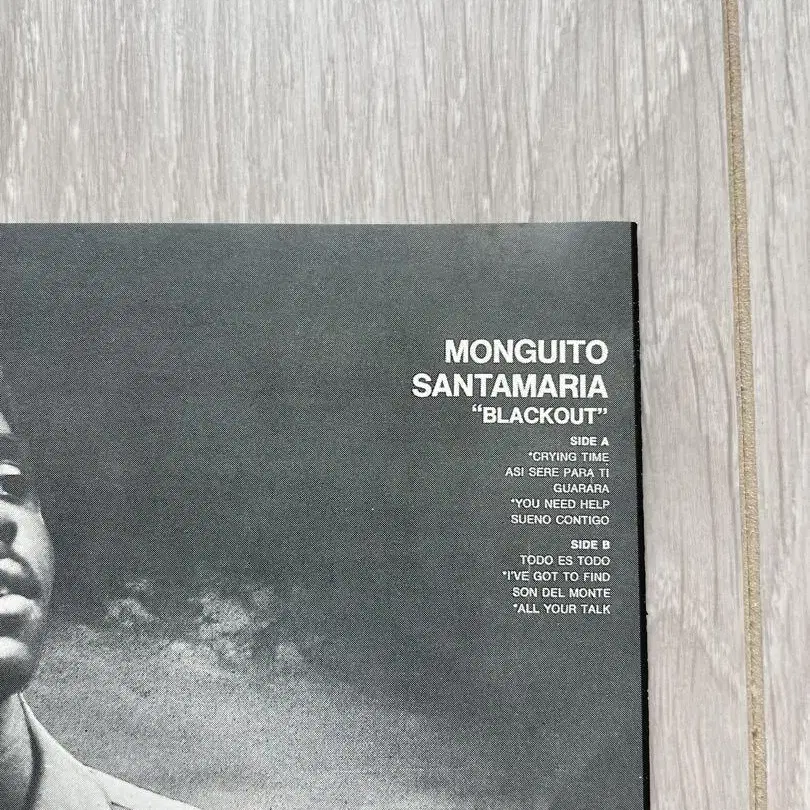 MONGUITO
SANTAMARIA
“BLACKOUT”
SIDE A
*CRYING TIME
ASI SERE PARA TI
GUARARA
*YOU NEED HELP
SUENO CONTIGO
SIDE B
TODO ES TODO
*I'VE GOT TO FIND
SON DEL MONTE
*ALL YOUR TALK